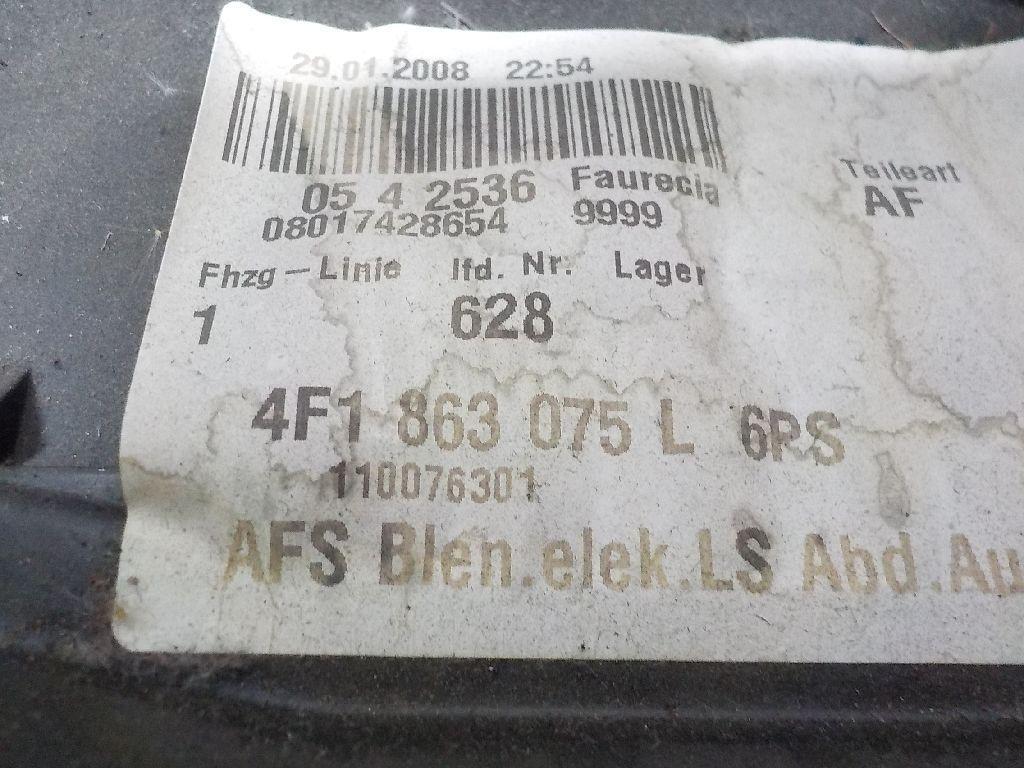 29.01.2008 22:54
05 4 2536 Faurecia
08017428654 9999
Teileart
AF
Fhzg-Linie lfd. Nr. Lager
1 628
4F1 863 075 L 6PS
110076301
AFS Blen.elek.LS Abd.Au